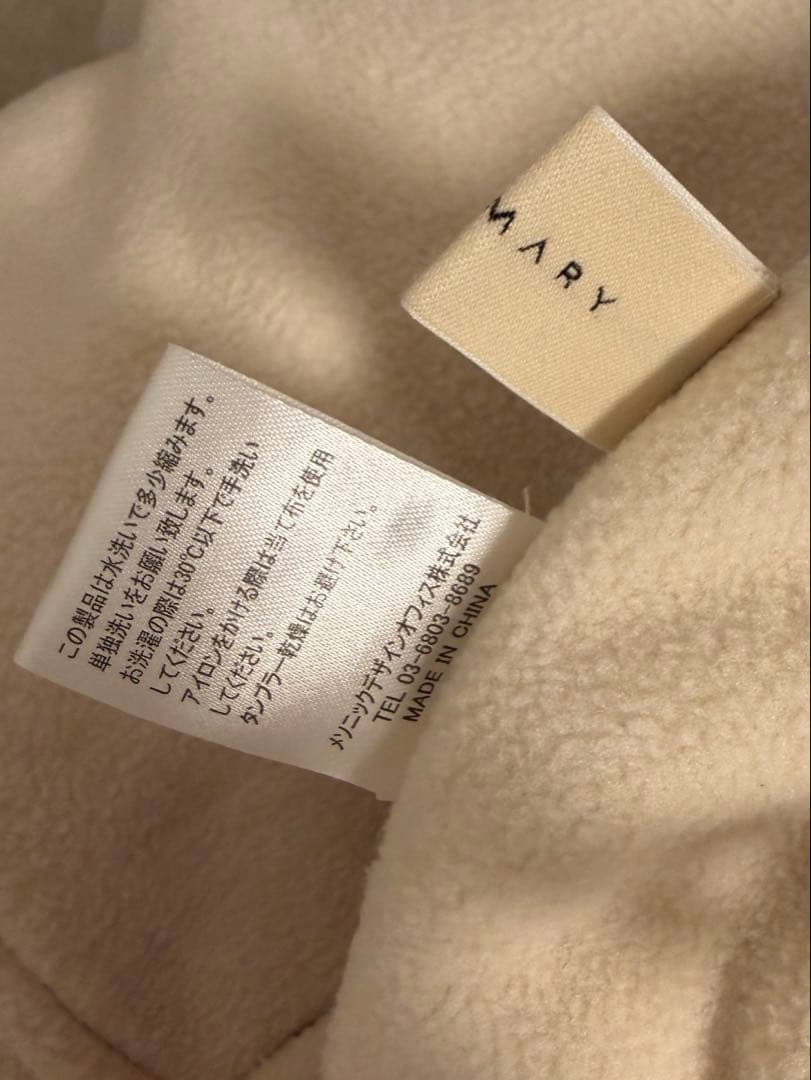 MARY
この製品は水洗いで多少縮みます。
単独洗いをお願い致します。
お洗濯の際は30℃以下で手洗い
してください。
アイロンをかける際は当て布を使用
してください。
タンブラー乾燥はお避け下さい。
メソニックデザインオフィス株式会社
TEL 03-6803-8689
MADE IN CHINA